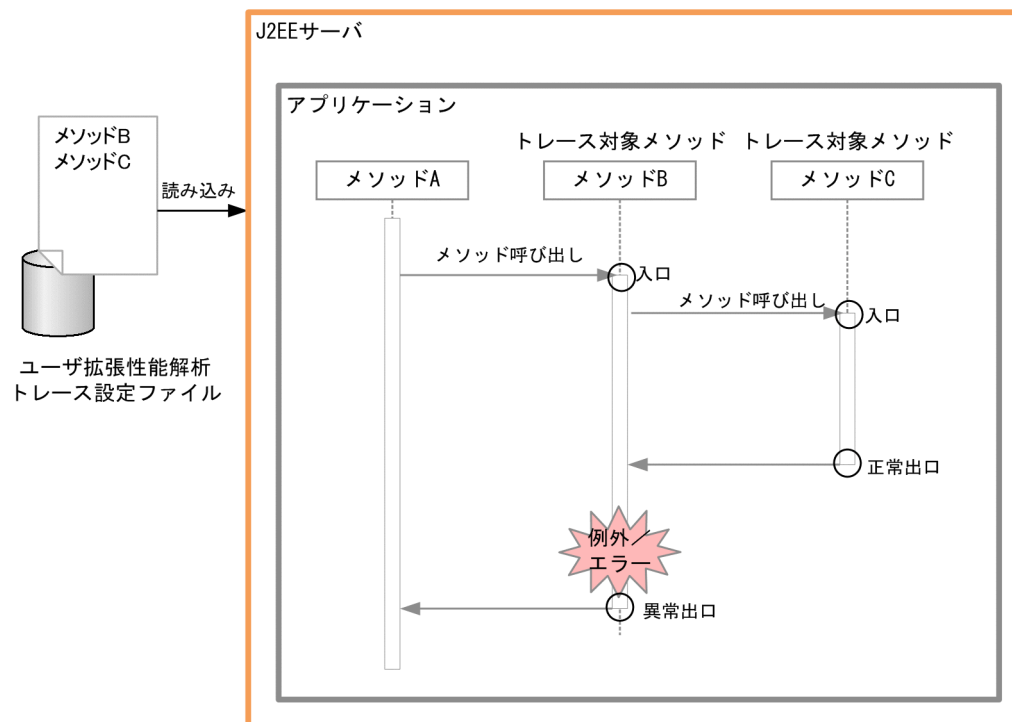 J2EEサーバ
アプリケーション
メソッドB
メソッドC
読み込み
ユーザ拡張性能解析
トレース設定ファイル
トレース対象メソッド
トレース対象メソッド
メソッドA
メソッドB
メソッドC
メソッド呼び出し
入口
メソッド呼び出し
入口
正常出口
例外／
エラー
異常出口